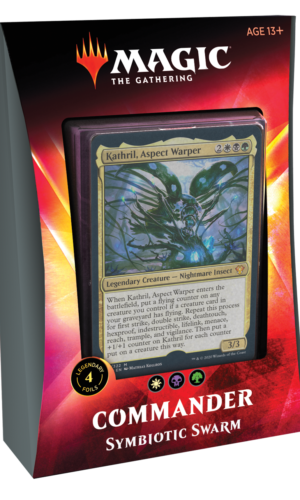 AGE 13+
MAGIC
THE GATHERING
Kathril, Aspect Warper 2
Legendary Creature — Nightmare Insect
When Kathril, Aspect Warper enters the
battlefield, put a flying counter on any
creature you control if a creature card in
your graveyard has flying. Repeat this process
for first strike, double strike, deathtouch,
hexproof, indestructible, lifelink, menace,
reach, trample, and vigilance. Then put a
+1/+1 counter on Kathril for each counter
put on a creature this way.
3/3
LEGENDARY
4
FOILS
COMMANDER
SYMBIOTIC SWARM